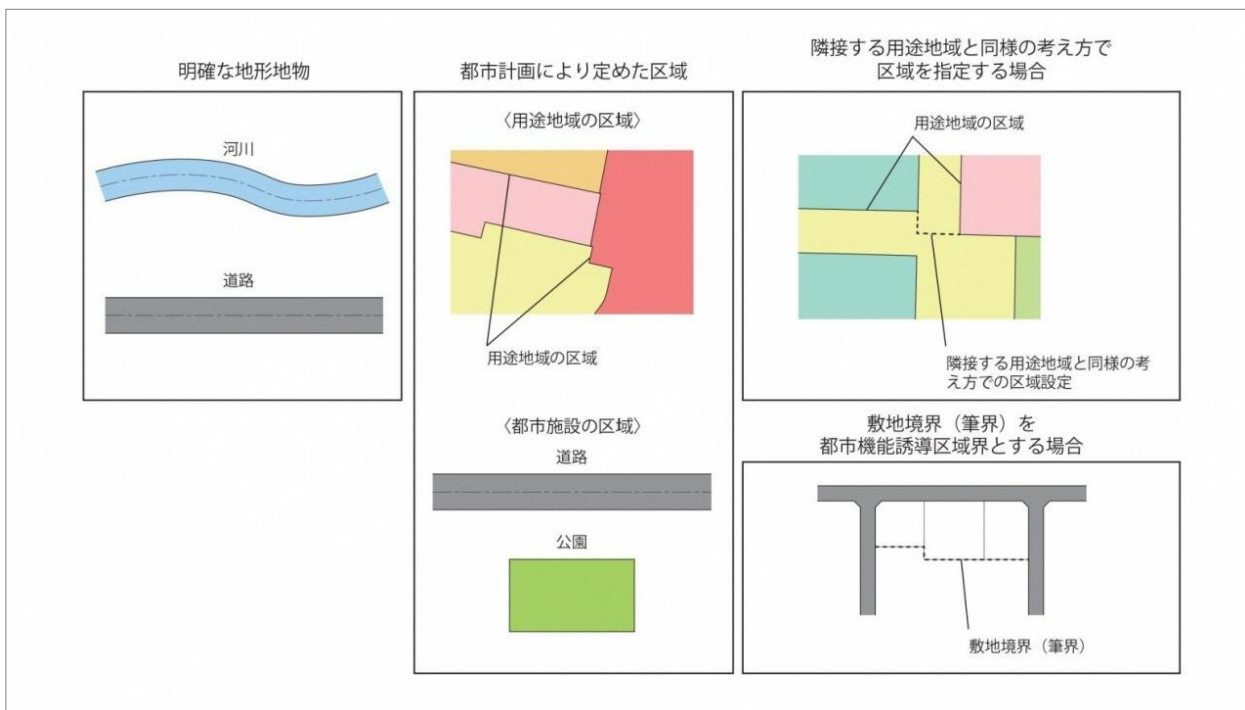 明確な地形地物
河川
道路
都市計画により定めた区域
〈用途地域の区域〉
用途地域の区域
〈都市施設の区域〉
道路
公園
隣接する用途地域と同様の考え方で
区域を指定する場合
用途地域の区域
隣接する用途地域と同様の考
え方での区域設定
敷地境界（筆界）を
都市機能誘導区域界とする場合
敷地境界（筆界）